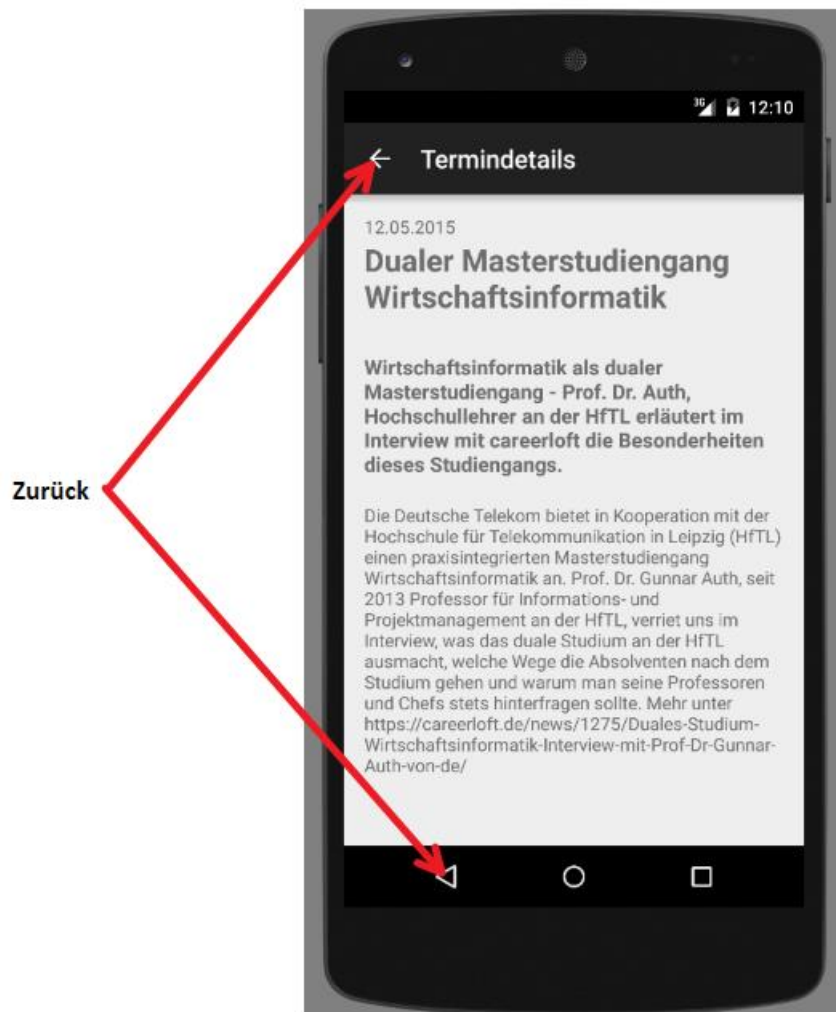 3G 12:10
Termindetails
12.05.2015
Dualer Masterstudiengang
Wirtschaftsinformatik
Wirtschaftsinformatik als dualer
Masterstudiengang - Prof. Dr. Auth,
Hochschullehrer an der HfTL erläutert im
Interview mit careerloft die Besonderheiten
dieses Studiengangs.
Zurück
Die Deutsche Telekom bietet in Kooperation mit der
Hochschule für Telekommunikation in Leipzig (HfTL)
einen praxisintegrierten Masterstudiengang
Wirtschaftsinformatik an. Prof. Dr. Gunnar Auth, seit
2013 Professor für Informations- und
Projektmanagement an der HfTL, verriet uns im
Interview, was das duale Studium an der HfTL
ausmacht, welche Wege die Absolventen nach dem
Studium gehen und warum man seine Professoren
und Chefs stets hinterfragen sollte. Mehr unter
https://careerloft.de/news/1275/Duales-Studium-
Wirtschaftsinformatik-Interview-mit-Prof-Dr-Gunnar-
Auth-von-de/